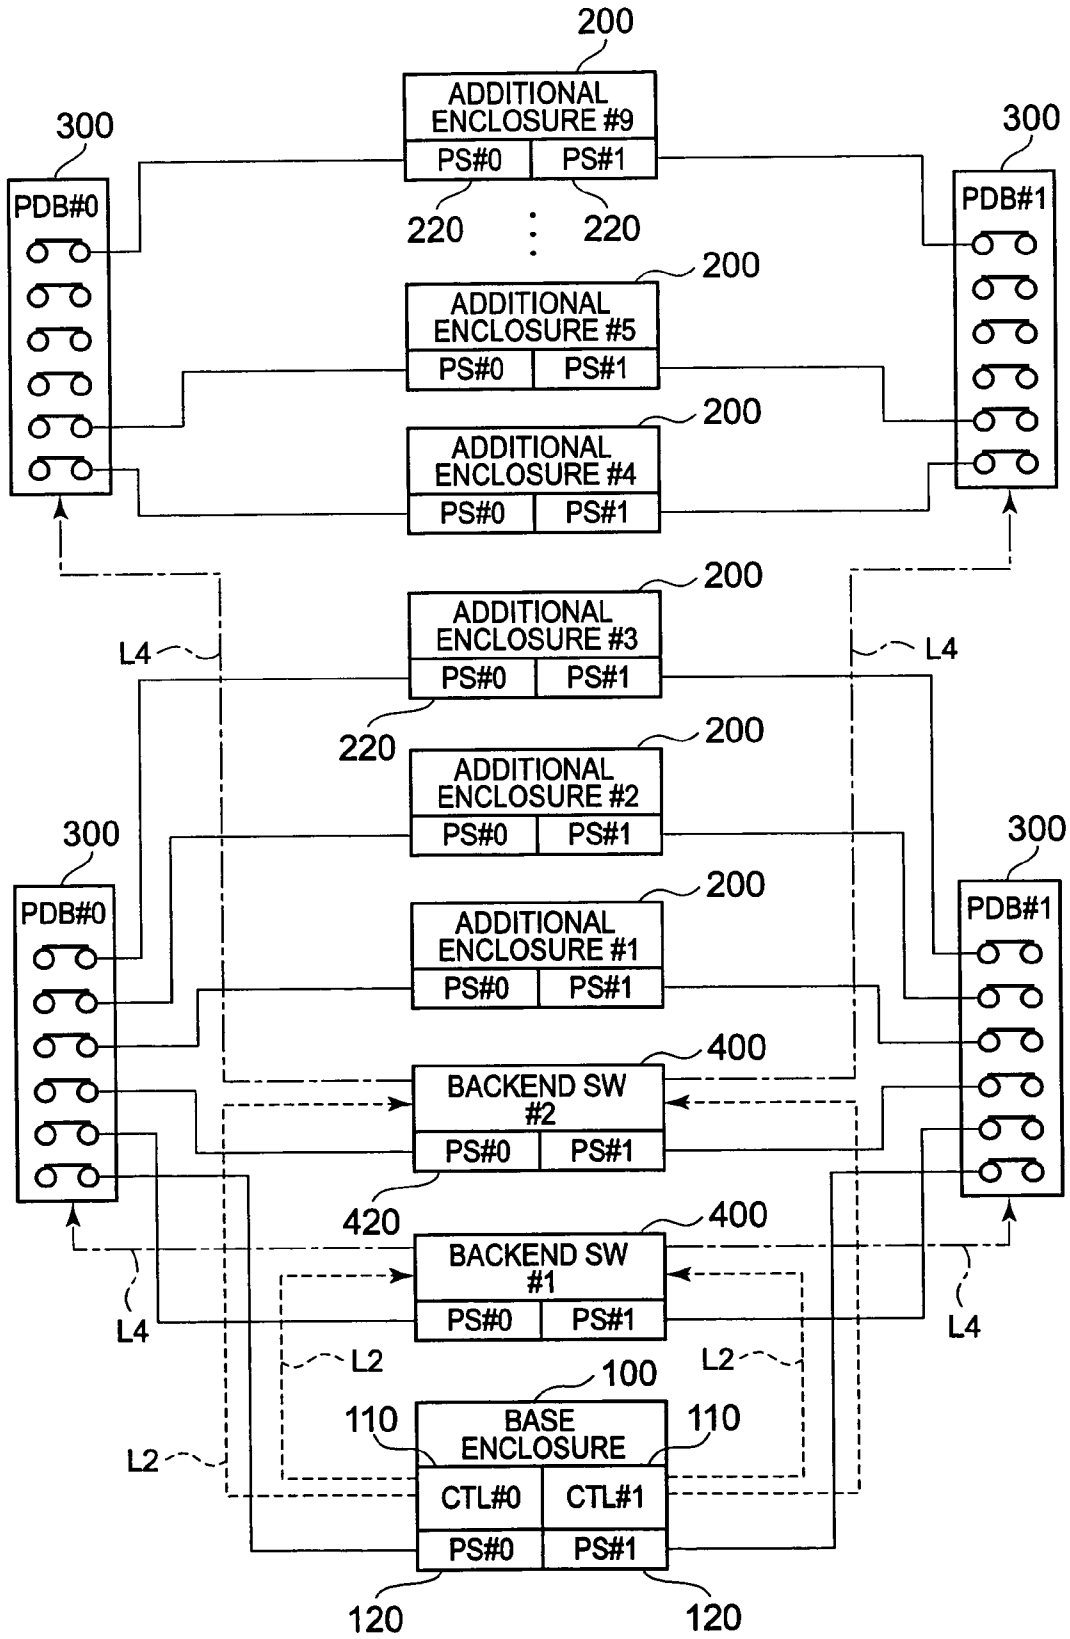 200
ADDITIONAL
ENCLOSURE #9
PS#0 PS#1
220 220
300
PDB#0
300
PDB#1
200
ADDITIONAL
ENCLOSURE #5
PS#0 PS#1
200
ADDITIONAL
ENCLOSURE #4
PS#0 PS#1
200
ADDITIONAL
ENCLOSURE #3
PS#0 PS#1
220
L4
L4
200
ADDITIONAL
ENCLOSURE #2
PS#0 PS#1
300
PDB#0
300
PDB#1
200
ADDITIONAL
ENCLOSURE #1
PS#0 PS#1
400
BACKEND SW
#2
PS#0 PS#1
420
400
BACKEND SW
#1
PS#0 PS#1
L4
L4
L2
L2
L2
100
110
110
BASE
ENCLOSURE
CTL#0 CTL#1
PS#0 PS#1
120 120